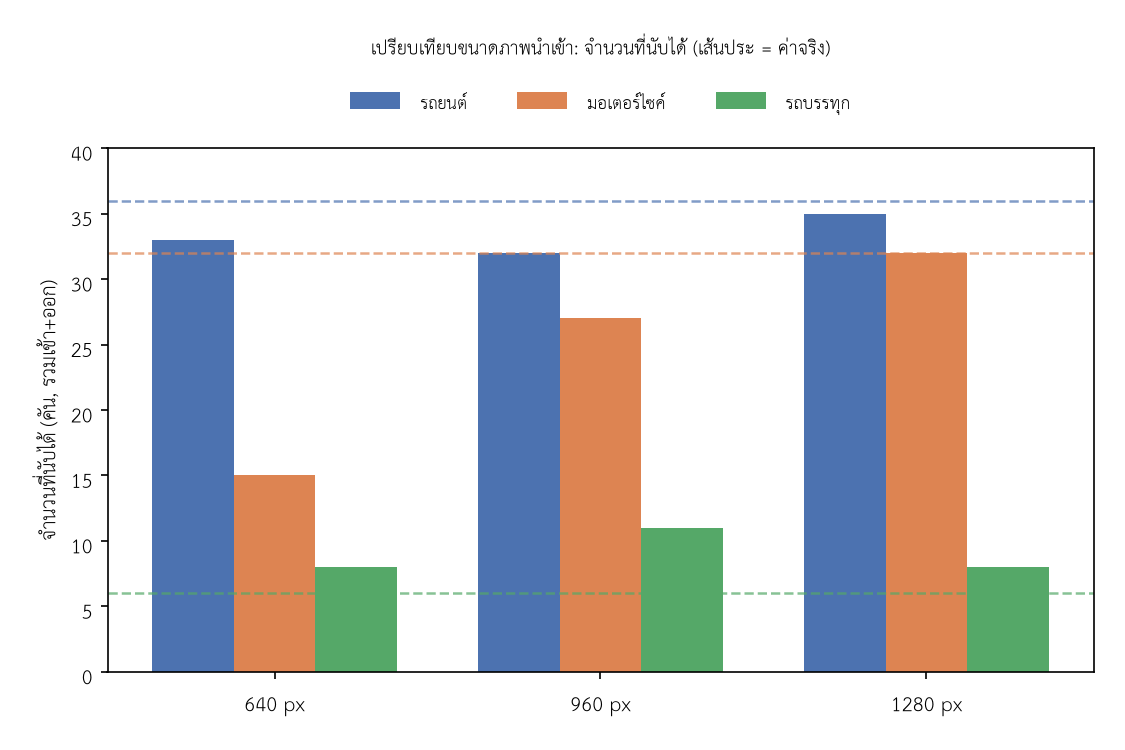 เปรียบเทียบขนาดภาพนำเข้า: จำนวนที่นับได้ (เส้นประ = ค่าจริง)
รถยนต์ มอเตอร์ไซค์ รถบรรทุก
จำนวนที่นับได้ (คัน, รวมเข้า+ออก)
40
35
30
25
20
15
10
5
0
640 px 960 px 1280 px